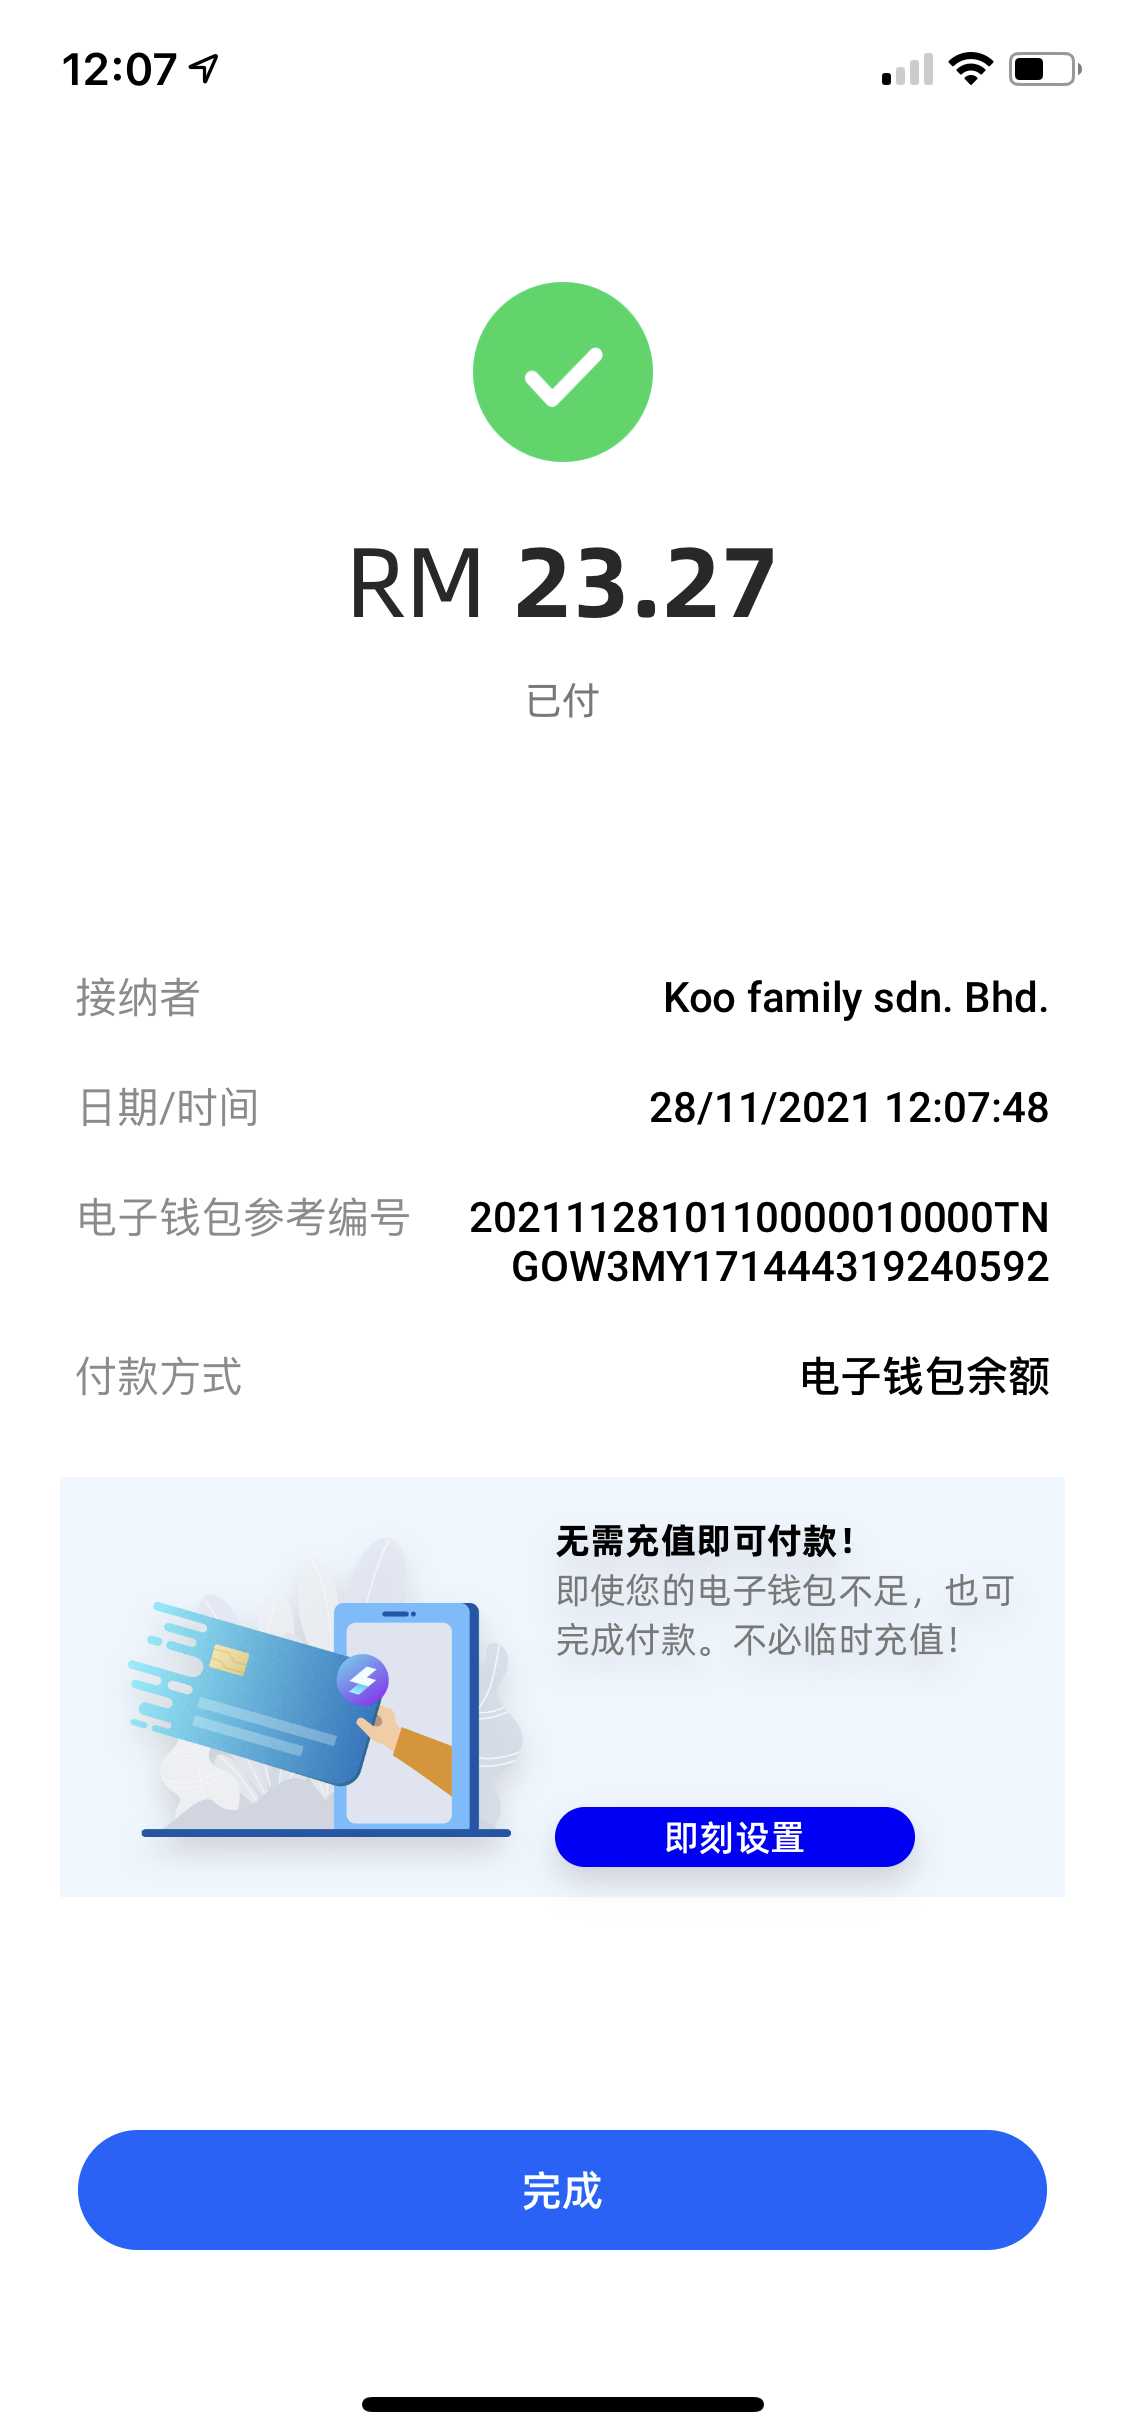 12:07
RM 23.27
已付
接纳者
Koo family sdn. Bhd.
日期/时间
28/11/2021 12:07:48
电子钱包参考编号
20211128101110000010000TN
GOW3MY171444319240592
付款方式
电子钱包余额
无需充值即可付款！
即使您的电子钱包不足，也可
完成付款。不必临时充值！
即刻设置
完成